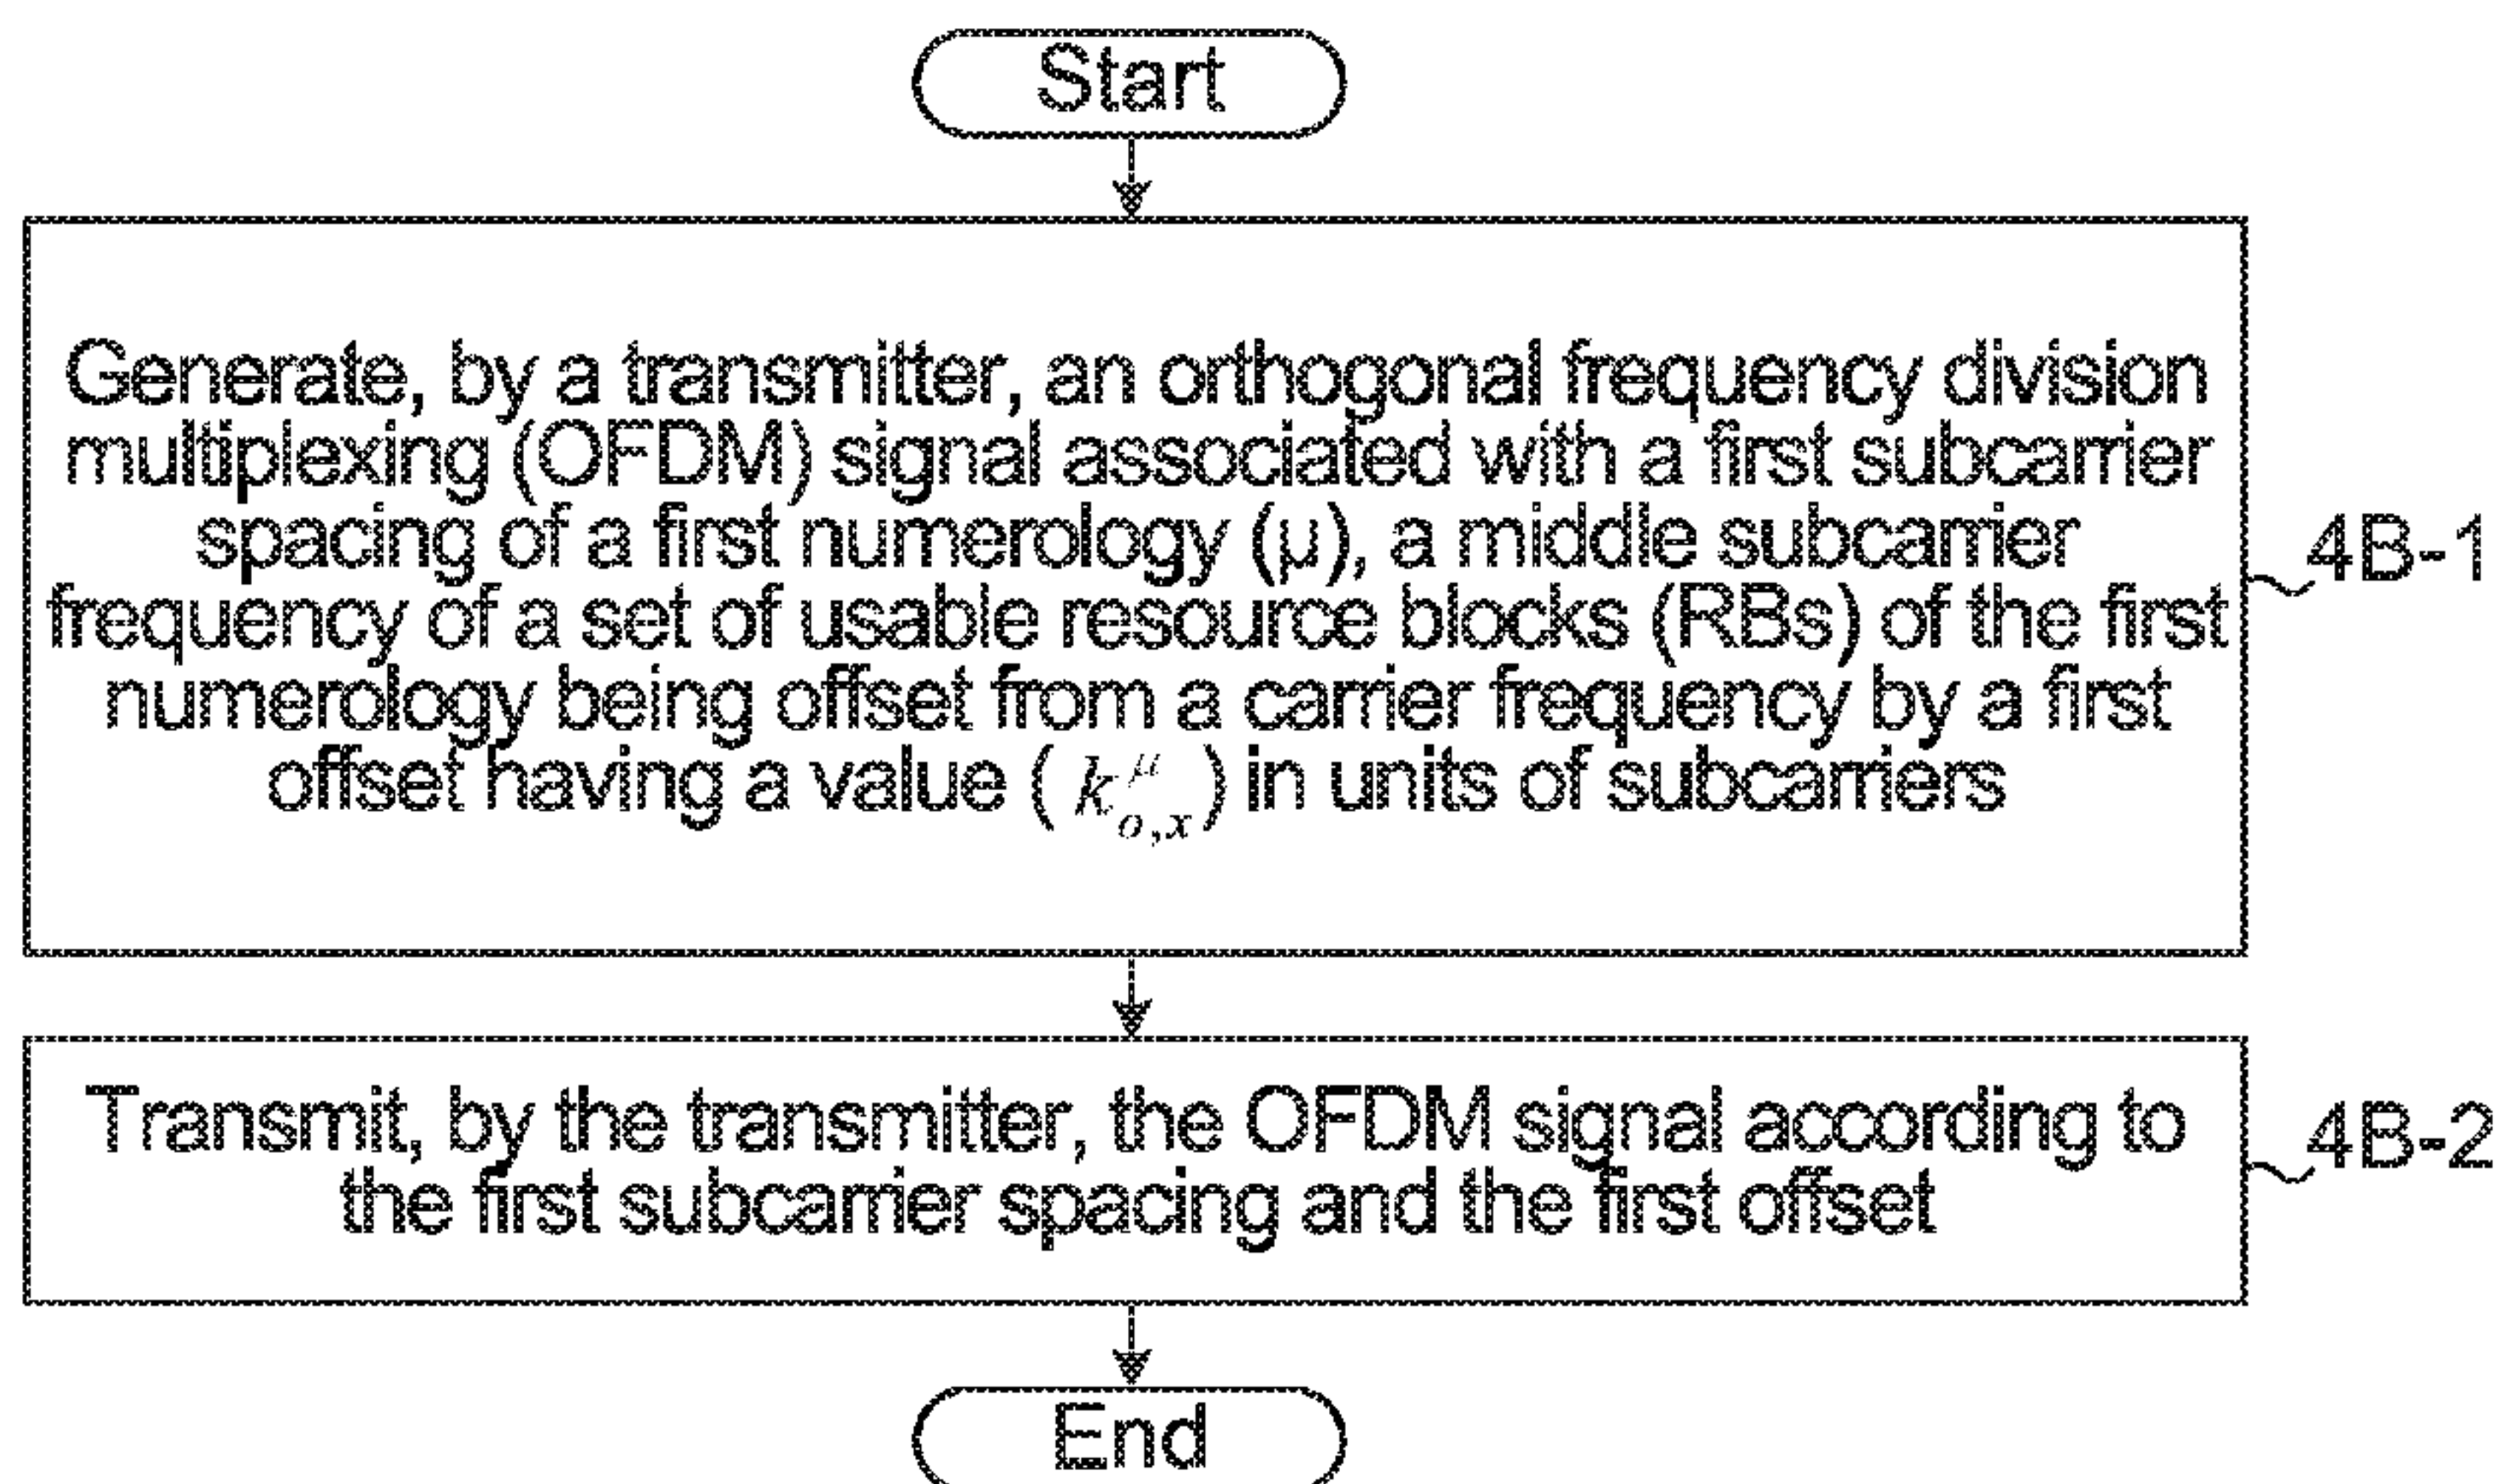 Start
Generate, by a transmitter, an orthogonal frequency division
multiplexing (OFDM) signal associated with a first subcarrier
spacing of a first numerology (μ), a middle subcarrier
frequency of a set of usable resource blocks (RBs) of the first
numerology being offset from a carrier frequency by a first
offset having a value ( k^μ_{o,x} ) in units of subcarriers
4B-1
Transmit, by the transmitter, the OFDM signal according to
the first subcarrier spacing and the first offset
4B-2
End